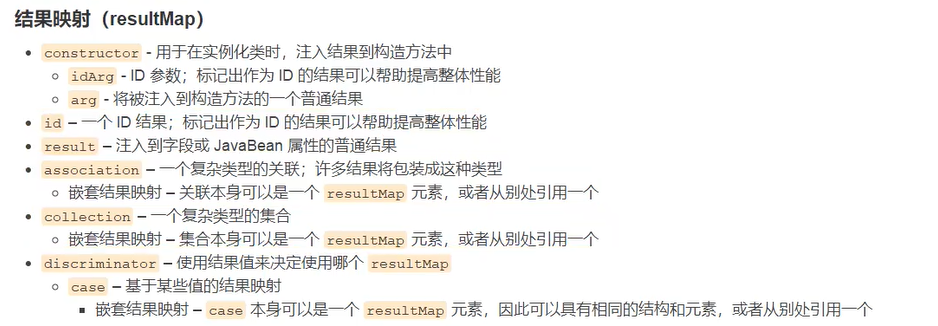 结果映射（resultMap）
constructor - 用于在实例化类时，注入结果到构造方法中
idArg - ID 参数；标记出作为 ID 的结果可以帮助提高整体性能
arg - 将被注入到构造方法的一个普通结果
id – 一个 ID 结果；标记出作为 ID 的结果可以帮助提高整体性能
result – 注入到字段或 JavaBean 属性的普通结果
association – 一个复杂类型的关联；许多结果将包装成这种类型
嵌套结果映射 – 关联本身可以是一个 resultMap 元素，或者从别处引用一个
collection – 一个复杂类型的集合
嵌套结果映射 – 集合本身可以是一个 resultMap 元素，或者从别处引用一个
discriminator – 使用结果值来决定使用哪个 resultMap
case – 基于某些值的结果映射
嵌套结果映射 – case 本身可以是一个 resultMap 元素，因此可以具有相同的结构和元素，或者从别处引用一个